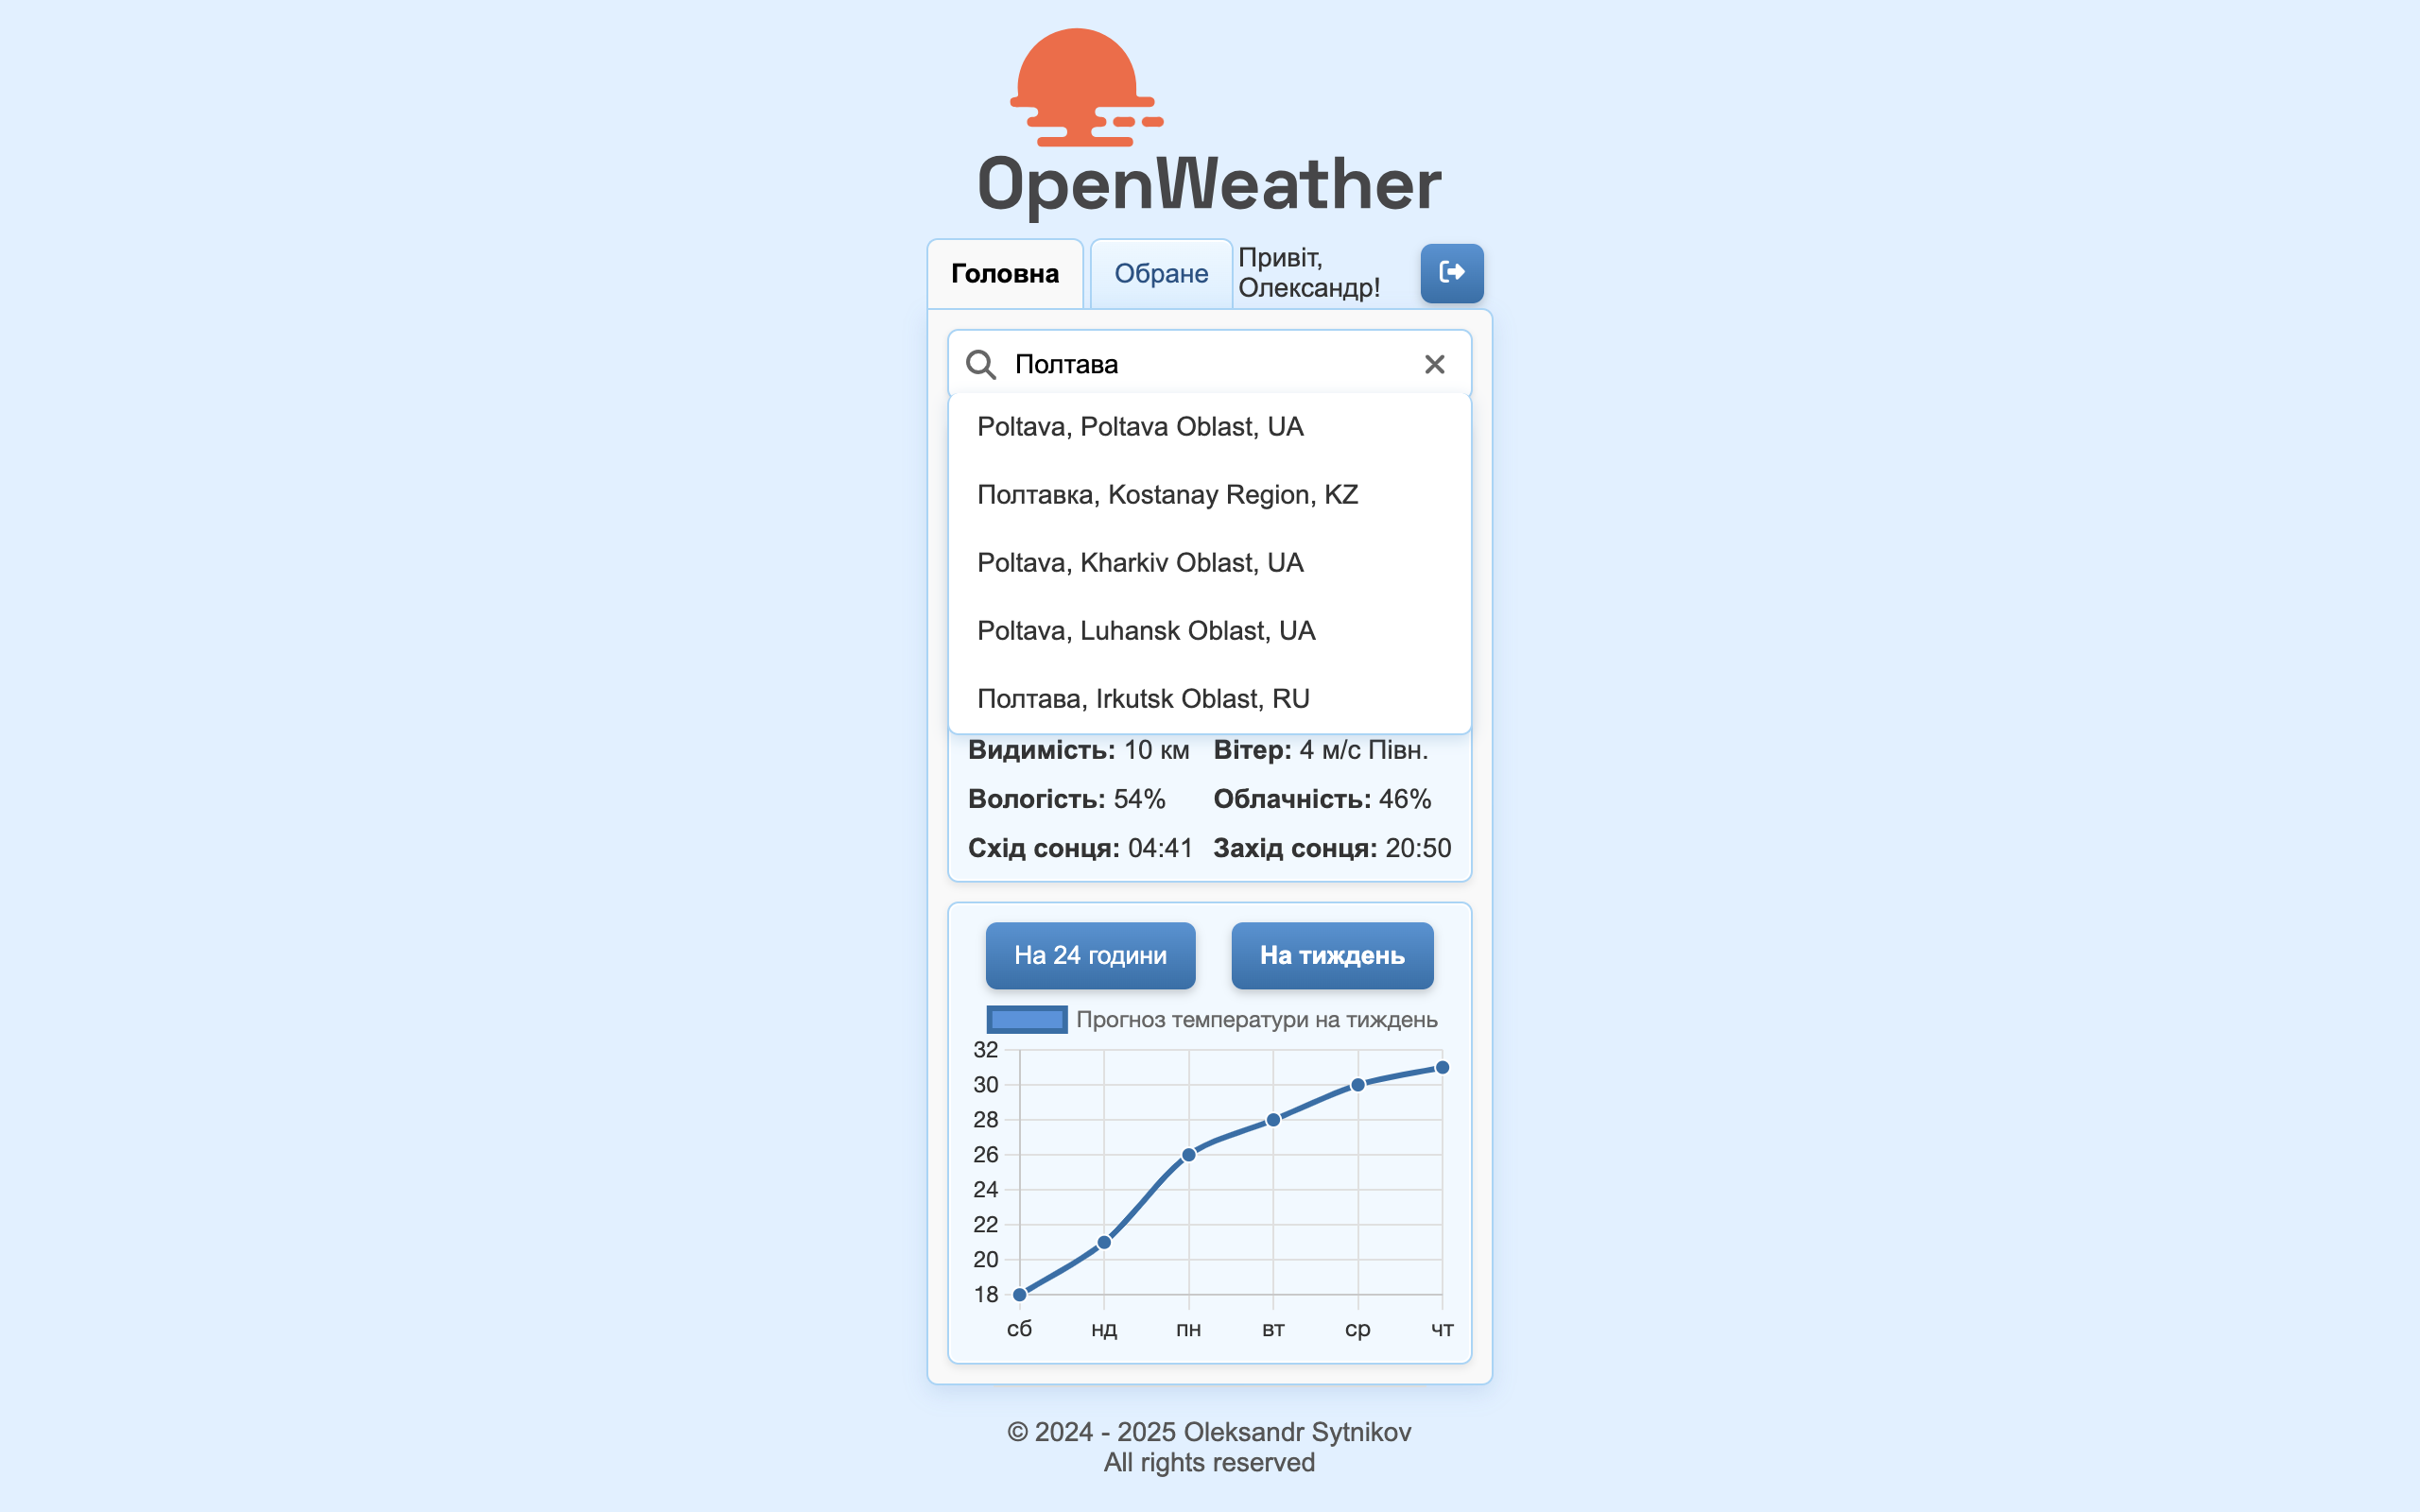 OpenWeather
Головна
Обране
Привіт,
Олександр!
Полтава
Poltava, Poltava Oblast, UA
Полтавка, Kostanay Region, KZ
Poltava, Kharkiv Oblast, UA
Poltava, Luhansk Oblast, UA
Полтава, Irkutsk Oblast, RU
Видимість: 10 км Вітер: 4 м/с Півн.
Вологість: 54% Облачність: 46%
Схід сонця: 04:41 Захід сонця: 20:50
На 24 години На тиждень
Прогноз температури на тиждень
32
30
28
26
24
22
20
18
сб нд пн вт ср чт
© 2024 - 2025 Oleksandr Sytnikov
All rights reserved